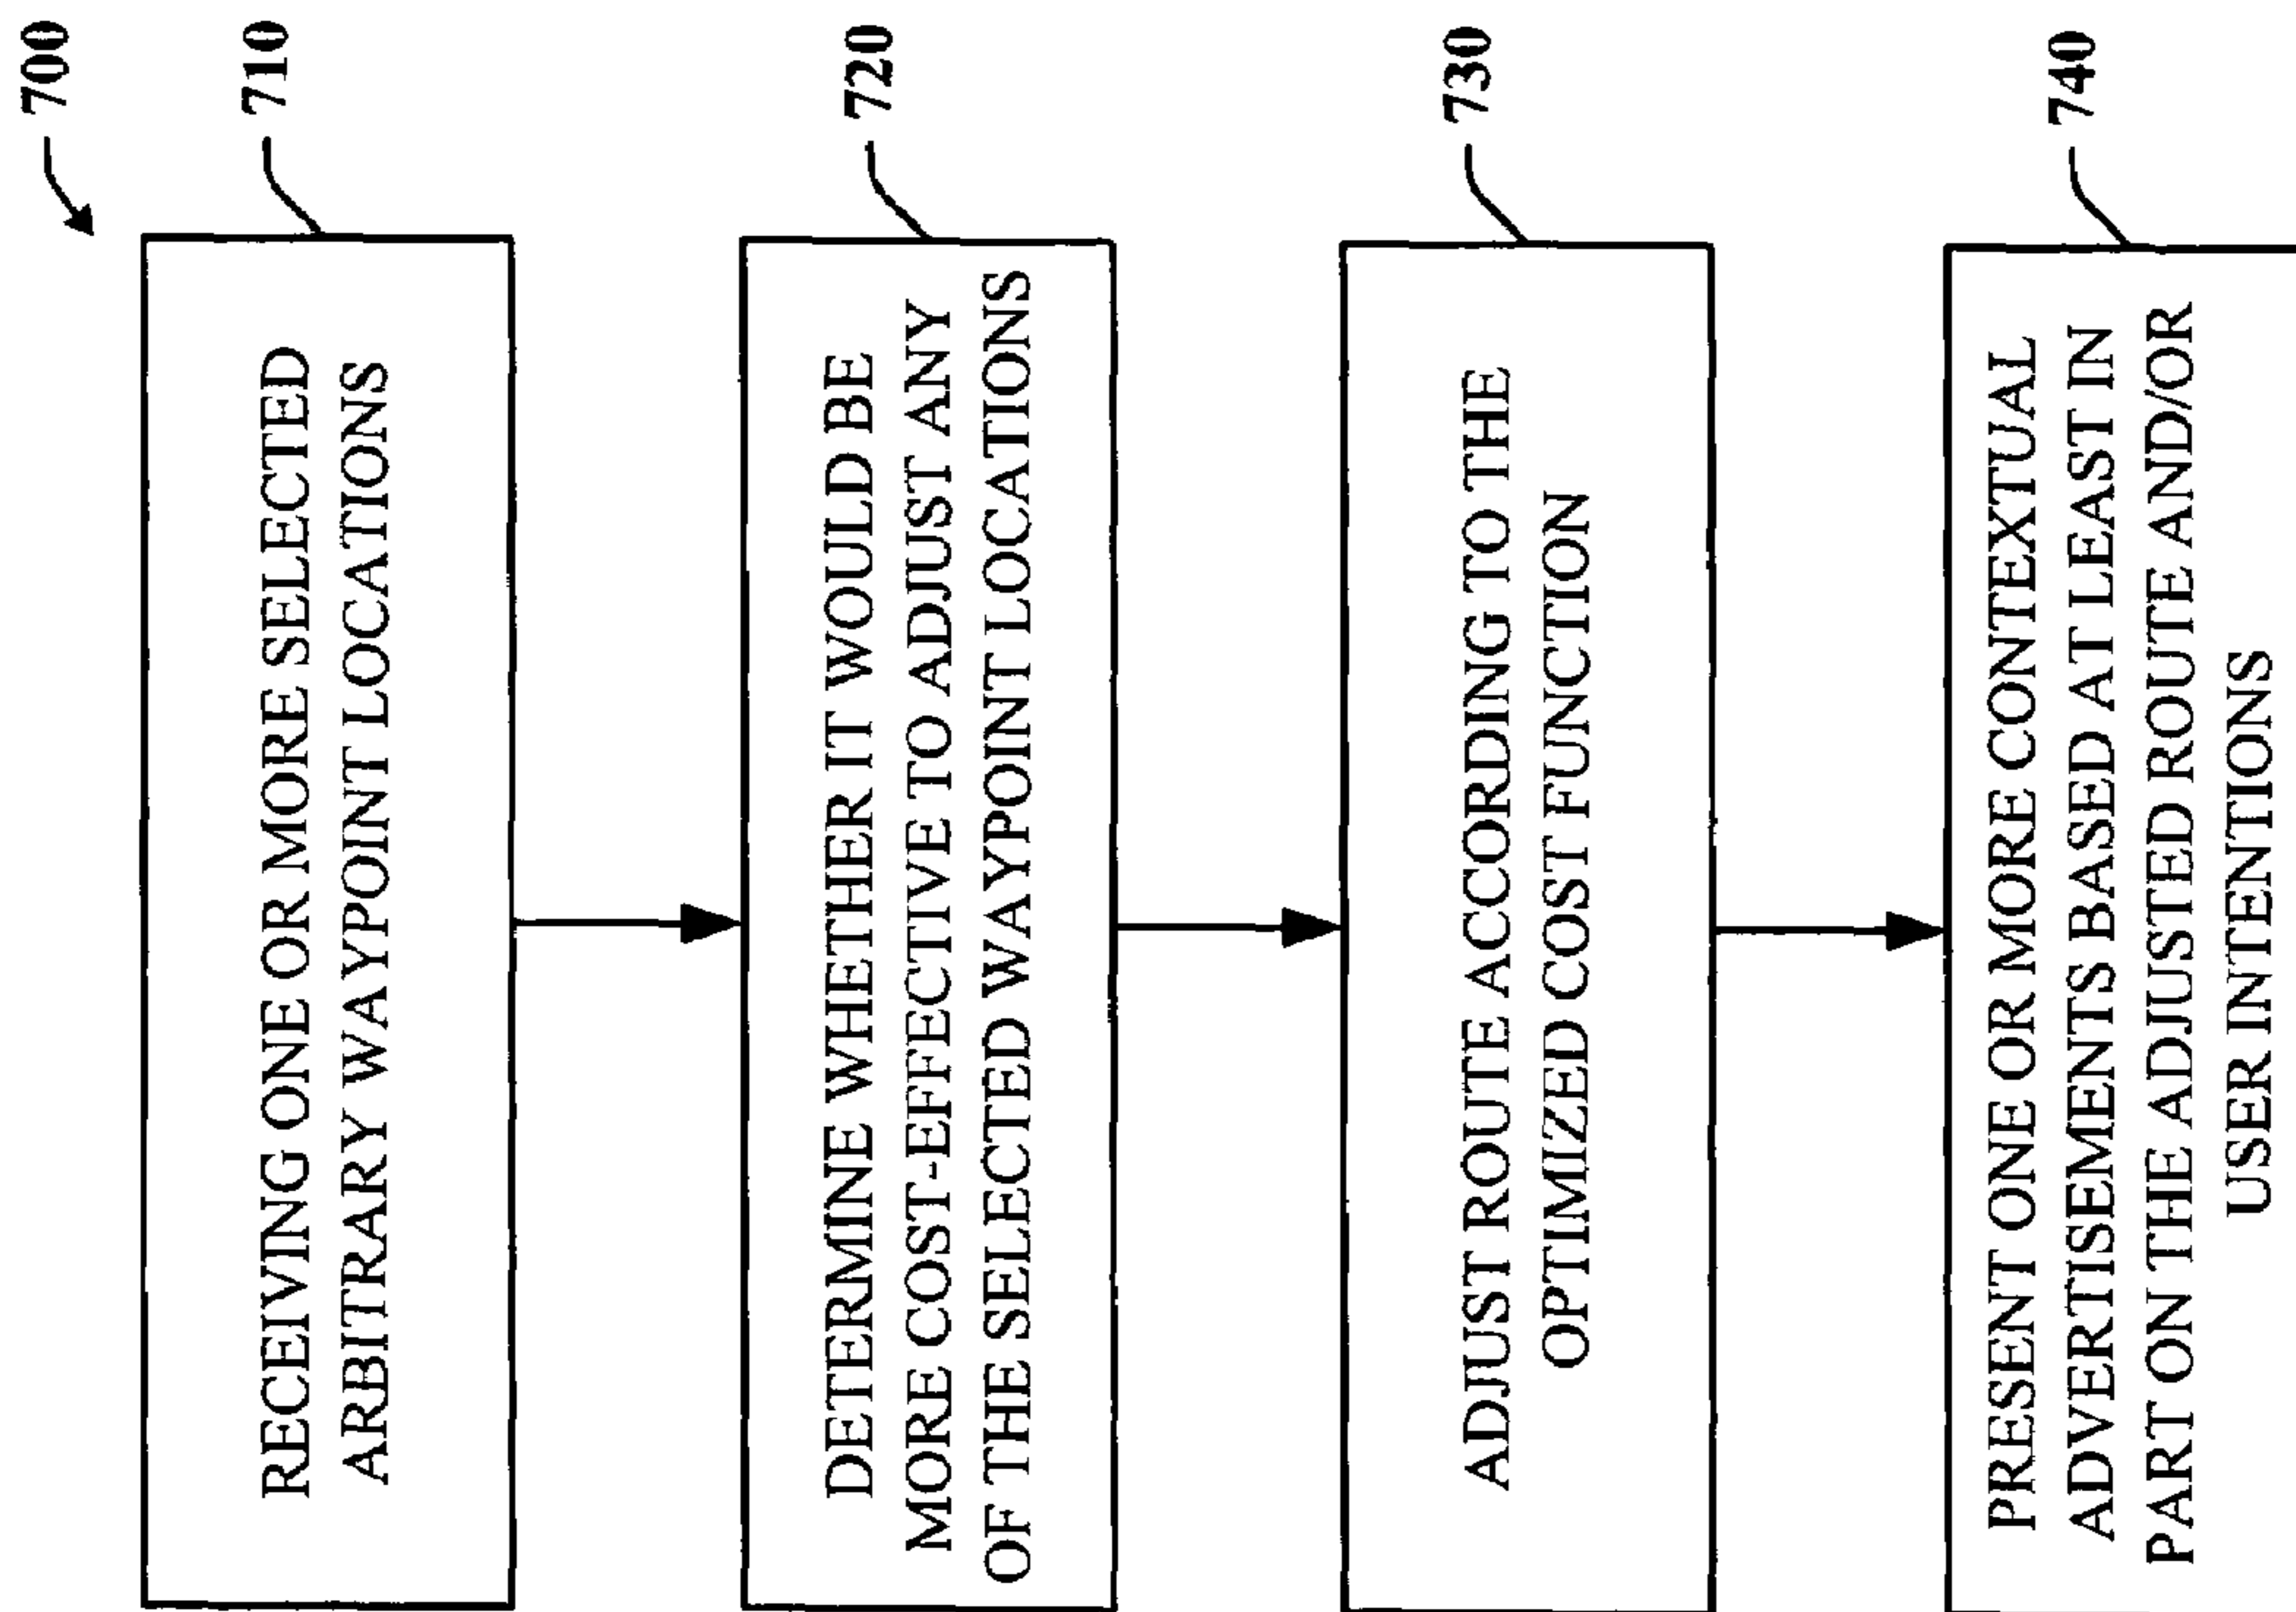 700
710
RECEIVING ONE OR MORE SELECTED
ARBITRARY WAYPOINT LOCATIONS
720
DETERMINE WHETHER IT WOULD BE
MORE COST-EFFECTIVE TO ADJUST ANY
OF THE SELECTED WAYPOINT LOCATIONS
730
ADJUST ROUTE ACCORDING TO THE
OPTIMIZED COST FUNCTION
740
PRESENT ONE OR MORE CONTEXTUAL
ADVERTISEMENTS BASED AT LEAST IN
PART ON THE ADJUSTED ROUTE AND/OR
USER INTENTIONS